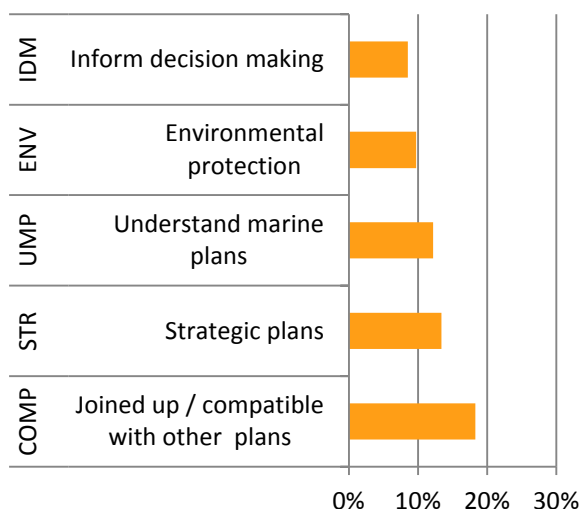 IDM
Inform decision making
ENV
Environmental
protection
UMP
Understand marine
plans
STR
Strategic plans
COMP
Joined up / compatible
with other plans
0% 10% 20% 30%